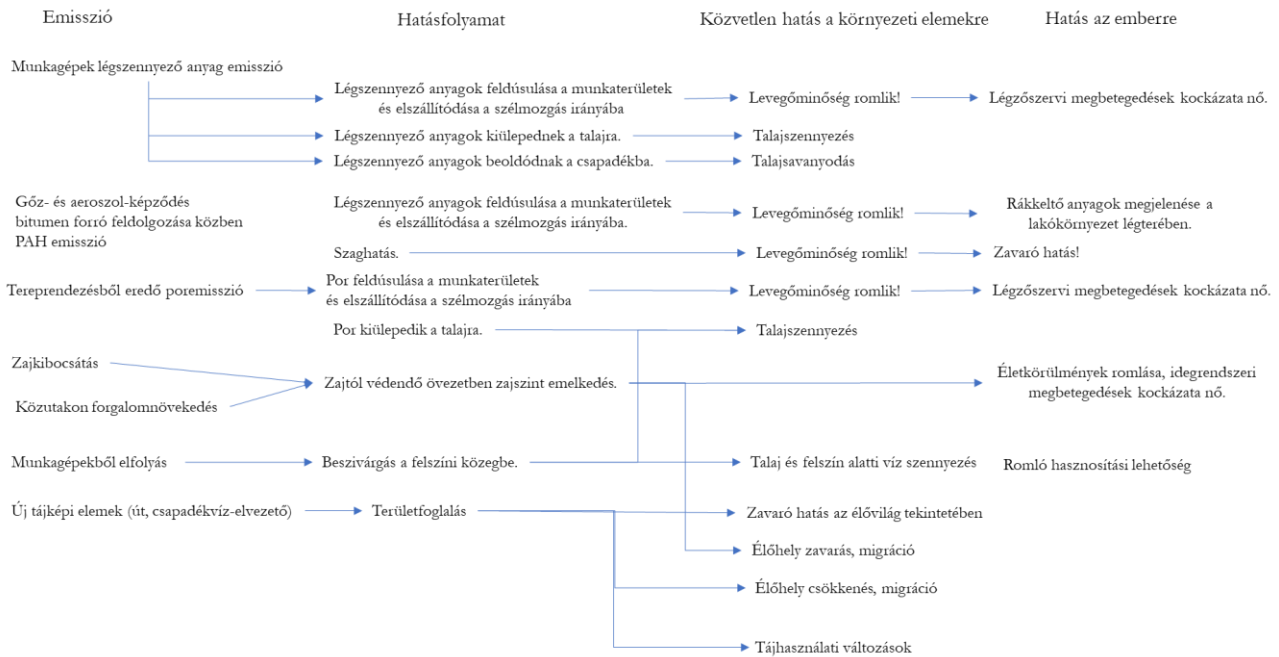 Emisszió
Hatásfolyamat
Közvetlen hatás a környezeti elemekre
Hatás az emberre
Munkagépek légszennyező anyag emisszió
Légszennyező anyagok feldúsulása a munkaterületek
és elszállítódása a szélmozgás irányába
Levegőminőség romlik!
Légzőszervi megbetegedések kockázata nő.
Légszennyező anyagok kiülepednek a talajra.
Talajszennyezés
Légszennyező anyagok beoldódnak a csapadékba.
Talajsavanyodás
Gőz- és aeroszol-képződés
bitumen forró feldolgozása közben
PAH emisszió
Légszennyező anyagok feldúsulása a munkaterületek
és elszállítódása a szélmozgás irányába.
Levegőminőség romlik!
Rákkeltő anyagok megjelenése a
lakókörnyezet légterében.
Szaghatás.
Levegőminőség romlik!
Zavaró hatás!
Tereprendezésből eredő poremisszió
Por feldúsulása a munkaterületek
és elszállítódása a szélmozgás irányába
Levegőminőség romlik!
Légzőszervi megbetegedések kockázata nő.
Por kiülepedik a talajra.
Talajszennyezés
Zajkibocsátás
Közutakon forgalomnövekedés
Zajtól védendő övezetben zajszint emelkedés.
Életkörülmények romlása, idegrendszeri
megbetegedések kockázata nő.
Munkagépekből elfolyás
Beszivárgás a felszíni közegbe.
Talaj és felszín alatti víz szennyezés
Romló hasznosítási lehetőség
Új tájképi elemek (út, csapadékvíz-elvezető)
Területfoglalás
Zavaró hatás az élővilág tekintetében
Élőhely zavarás, migráció
Élőhely csökkenés, migráció
Tájhasználati változások